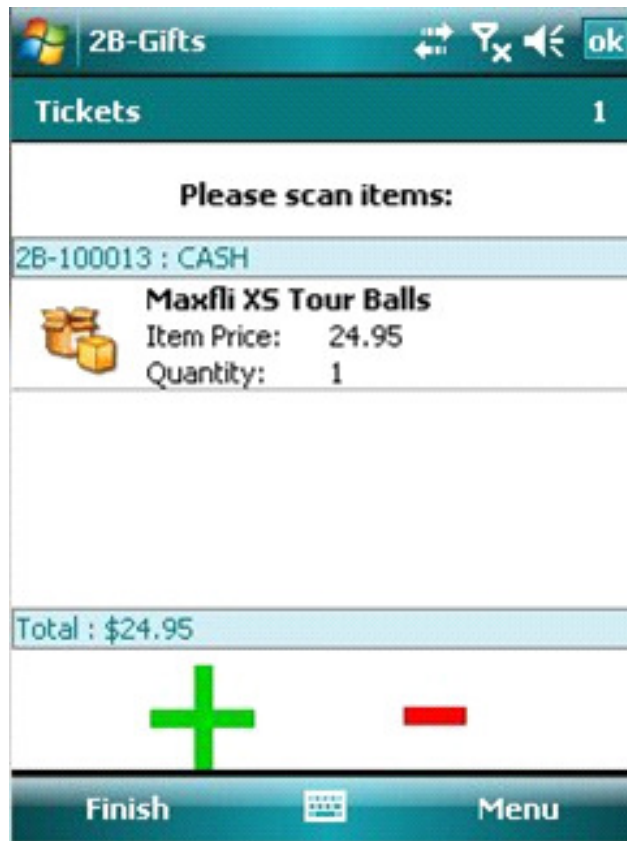 2B-Gifts ok
Tickets 1
Please scan items:
2B-100013 : CASH
Maxfli XS Tour Balls
Item Price: 24.95
Quantity: 1
Total : $24.95
Finish Menu